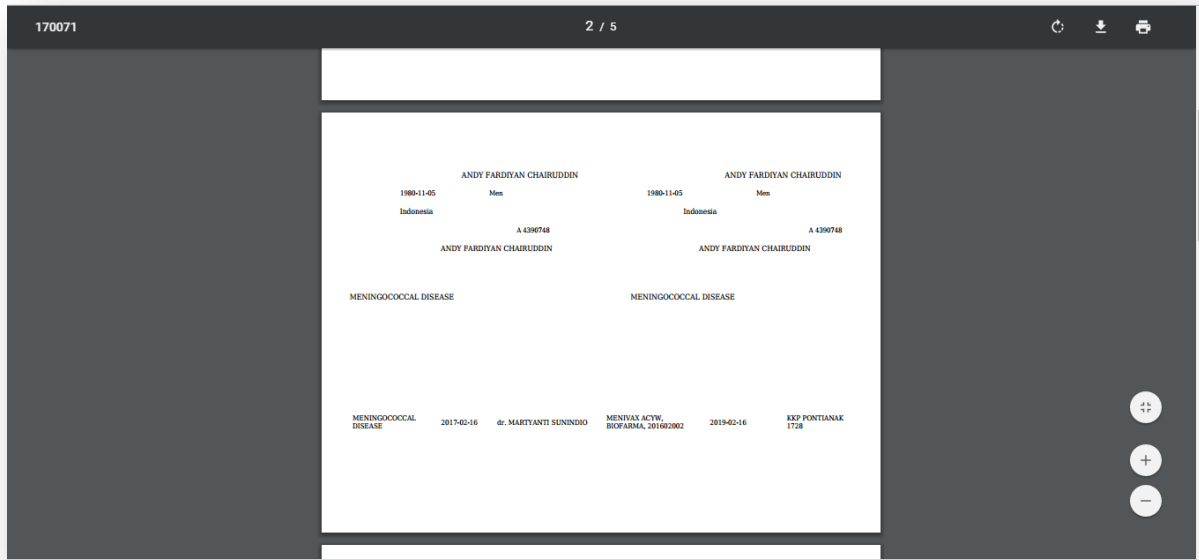 170071
2 / 5
ANDY FARDIYAN CHAIRUDDIN ANDY FARDIYAN CHAIRUDDIN
1980-11-05 Men 1980-11-05 Men
Indonesia Indonesia
A 4390748 A 4390748
ANDY FARDIYAN CHAIRUDDIN ANDY FARDIYAN CHAIRUDDIN
MENINGOCOCCAL DISEASE MENINGOCOCCAL DISEASE
MENINGOCOCCAL MENIVAX ACYW, KKP PONTIANAK
2017-02-16 dr. MARTYANTI SUNINDIO 2019-02-16
DISEASE BIOFARMA, 201602002 1728